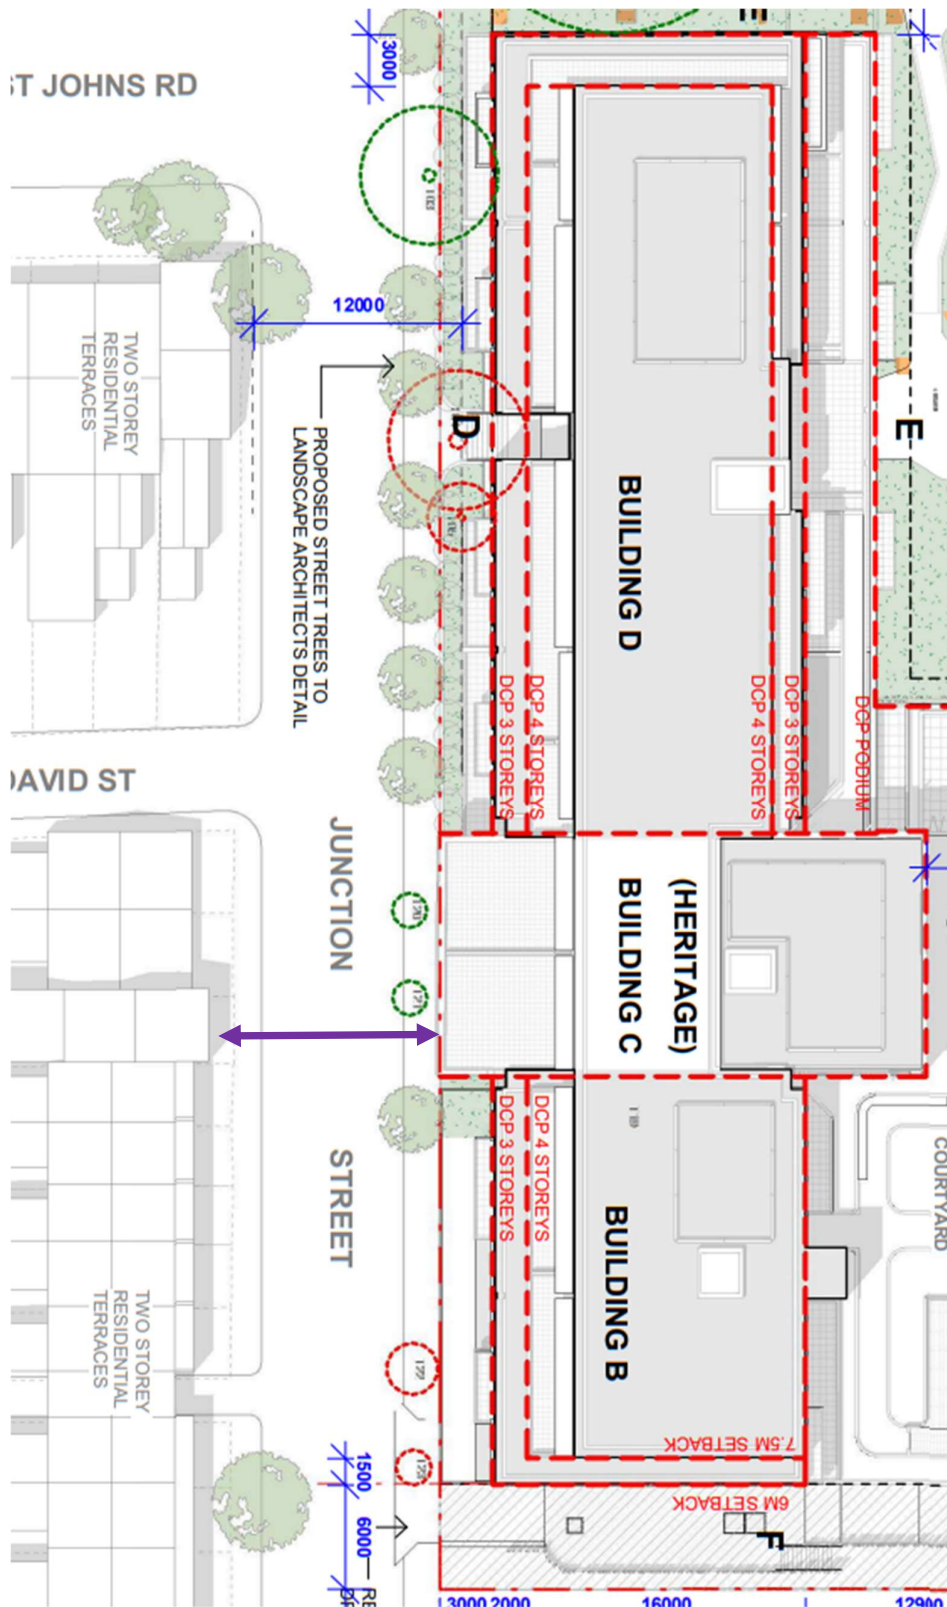 3000
ST JOHNS RD
12000
TWO STOREY
RESIDENTIAL
TERRACES
D
E
PROPOSED STREET TREES TO
LANDSCAPE ARCHITECTS DETAIL
BUILDING D
DCP 3 STOREYS
DCP 4 STOREYS
DCP 4 STOREYS
DCP 3 STOREYS
DCP PODIUM
DAVID ST
JUNCTION
(HERITAGE)
BUILDING C
STREET
DCP 3 STOREYS
DCP 4 STOREYS
COURTYARD
BUILDING B
TWO STOREY
RESIDENTIAL
TERRACES
7.5M SETBACK
6M SETBACK
1500
6000
F
3000 2000 16000 12900